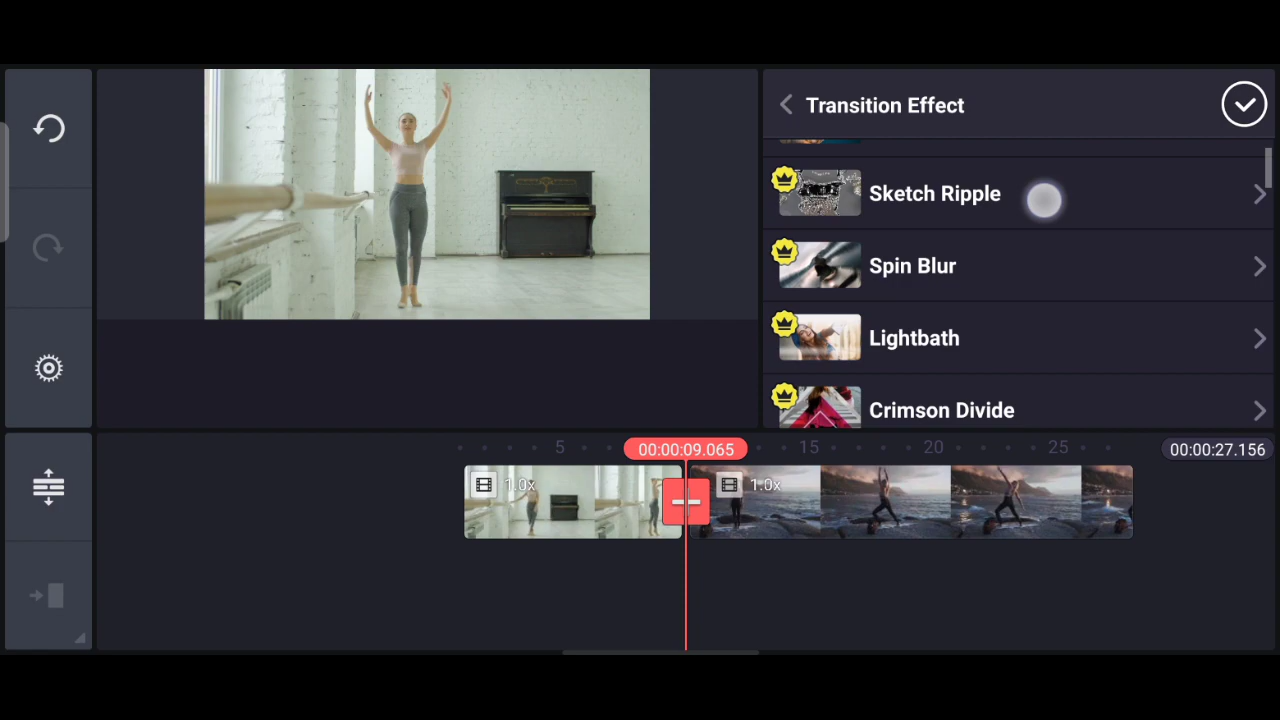 Transition Effect
Sketch Ripple
Spin Blur
Lightbath
Crimson Divide
5
00:00:09.065
15
20
25
00:00:27.156
1.0x
1.0x